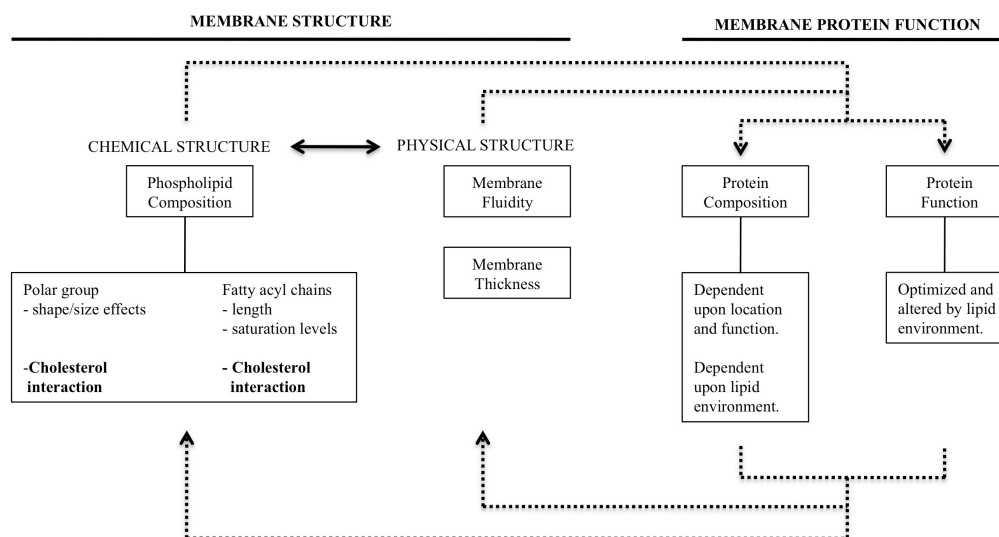 MEMBRANE STRUCTURE
MEMBRANE PROTEIN FUNCTION
CHEMICAL STRUCTURE
PHYSICAL STRUCTURE
Phospholipid
Composition
Membrane
Fluidity
Protein
Composition
Protein
Function
Membrane
Thickness
Polar group
- shape/size effects
-Cholesterol
interaction
Fatty acyl chains
- length
- saturation levels
- Cholesterol
interaction
Dependent
upon location
and function.
Dependent
upon lipid
environment.
Optimized and
altered by lipid
environment.